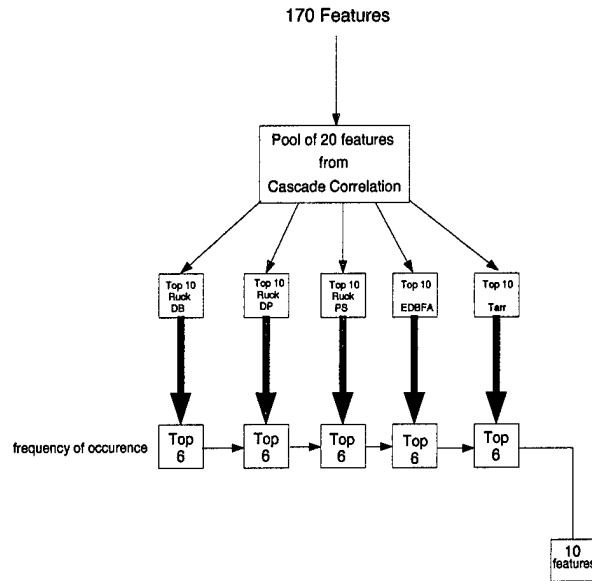 170 Features
Pool of 20 features
from
Cascade Correlation
Top 10
Ruck
DB
Top 10
Ruck
DP
Top 10
Ruck
PS
Top 10
EDBFA
Top 10
Tarr
frequency of occurence
Top
6
Top
6
Top
6
Top
6
Top
6
10
features